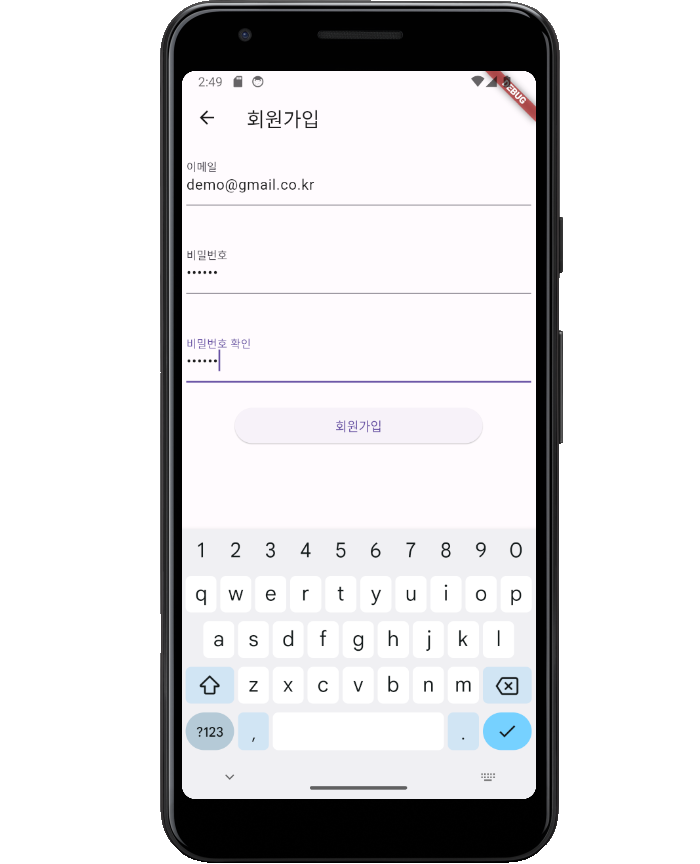 2:49
DEBUG
회원가입
이메일
demo@gmail.co.kr
비밀번호
••••••
비밀번호 확인
••••••
회원가입
1 2 3 4 5 6 7 8 9 0
q w e r t y u i o p
a s d f g h j k l
z x c v b n m
?123 , .